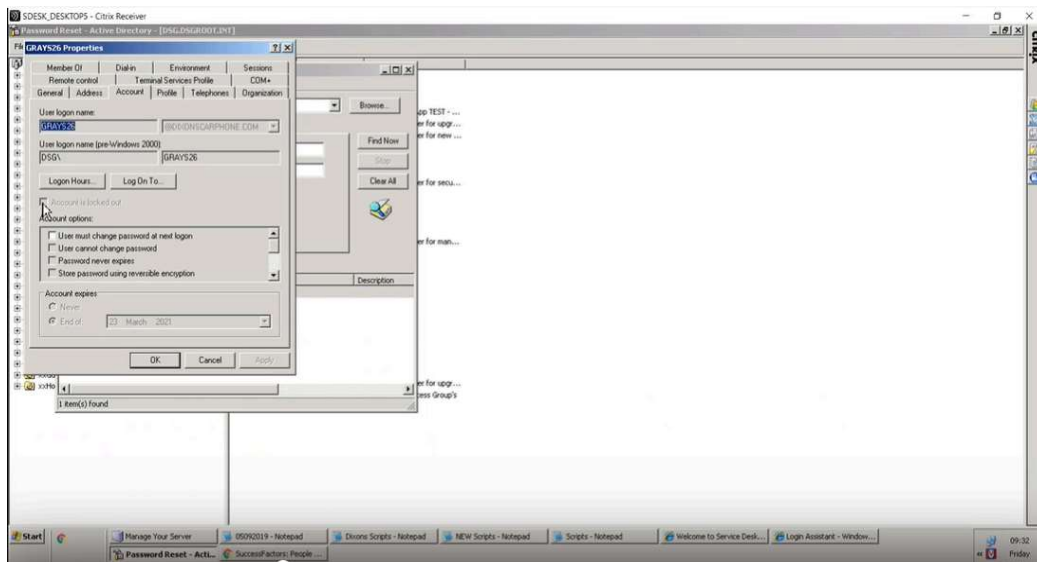 SDESK_DESKTOPS - Citrix Receiver
Password Reset - Active Directory - [DSG.DSGROOT.INT]
GRAYS26 Properties
Member Of Dial-in Environment Sessions
Remote control Terminal Services Profile COM+
General Address Account Profile Telephones Organization
User logon name:
GRAYS26 @DIXONSCARPHONE.COM
User logon name (pre-Windows 2000):
DSG\ GRAYS26
Logon Hours... Log On To...
Account is locked out
Account options:
User must change password at next logon
User cannot change password
Password never expires
Store password using reversible encryption
Account expires
Never
End of 23 March 2021
OK Cancel Apply
Browse...
Find Now
Stop
Clear All
Description
pp TEST - ...
er for upgr...
er for new ...
er for secu...
er for man...
er for upgr...
cess Group's
1 item(s) found
Citrix
Start Manage Your Server 05092019 - Notepad Dixons Scripts - Notepad NEW Scripts - Notepad Scripts - Notepad Welcome to Service Desk... Login Assistant - Window...
Password Reset - Acti... SuccessFactors: People ...
09:32
Friday